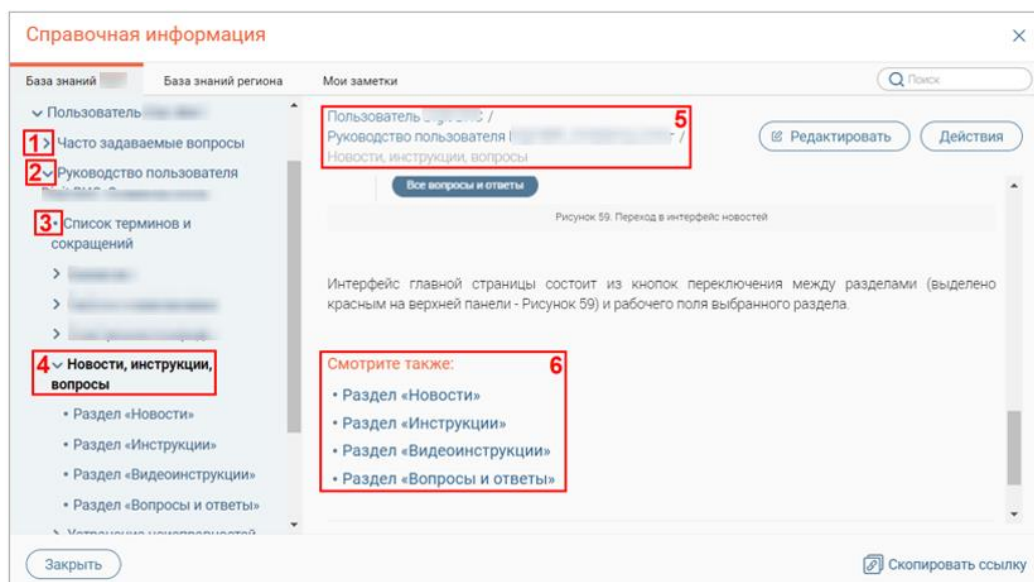 Справочная информация
База знаний
База знаний региона
Мои заметки
Поиск
Пользователь
1
Часто задаваемые вопросы
2
Руководство пользователя
3
Список терминов и
сокращений
4
Новости, инструкции,
вопросы
• Раздел «Новости»
• Раздел «Инструкции»
• Раздел «Видеоинструкции»
• Раздел «Вопросы и ответы»
Закрыть
Пользователь /
5
Руководство пользователя /
Новости, инструкции, вопросы
Редактировать
Действия
Все вопросы и ответы
Рисунок 59. Переход в интерфейс новостей
Интерфейс главной страницы состоит из кнопок переключения между разделами (выделено
красным на верхней панели - Рисунок 59) и рабочего поля выбранного раздела.
Смотрите также:
6
• Раздел «Новости»
• Раздел «Инструкции»
• Раздел «Видеоинструкции»
• Раздел «Вопросы и ответы»
Скопировать ссылку